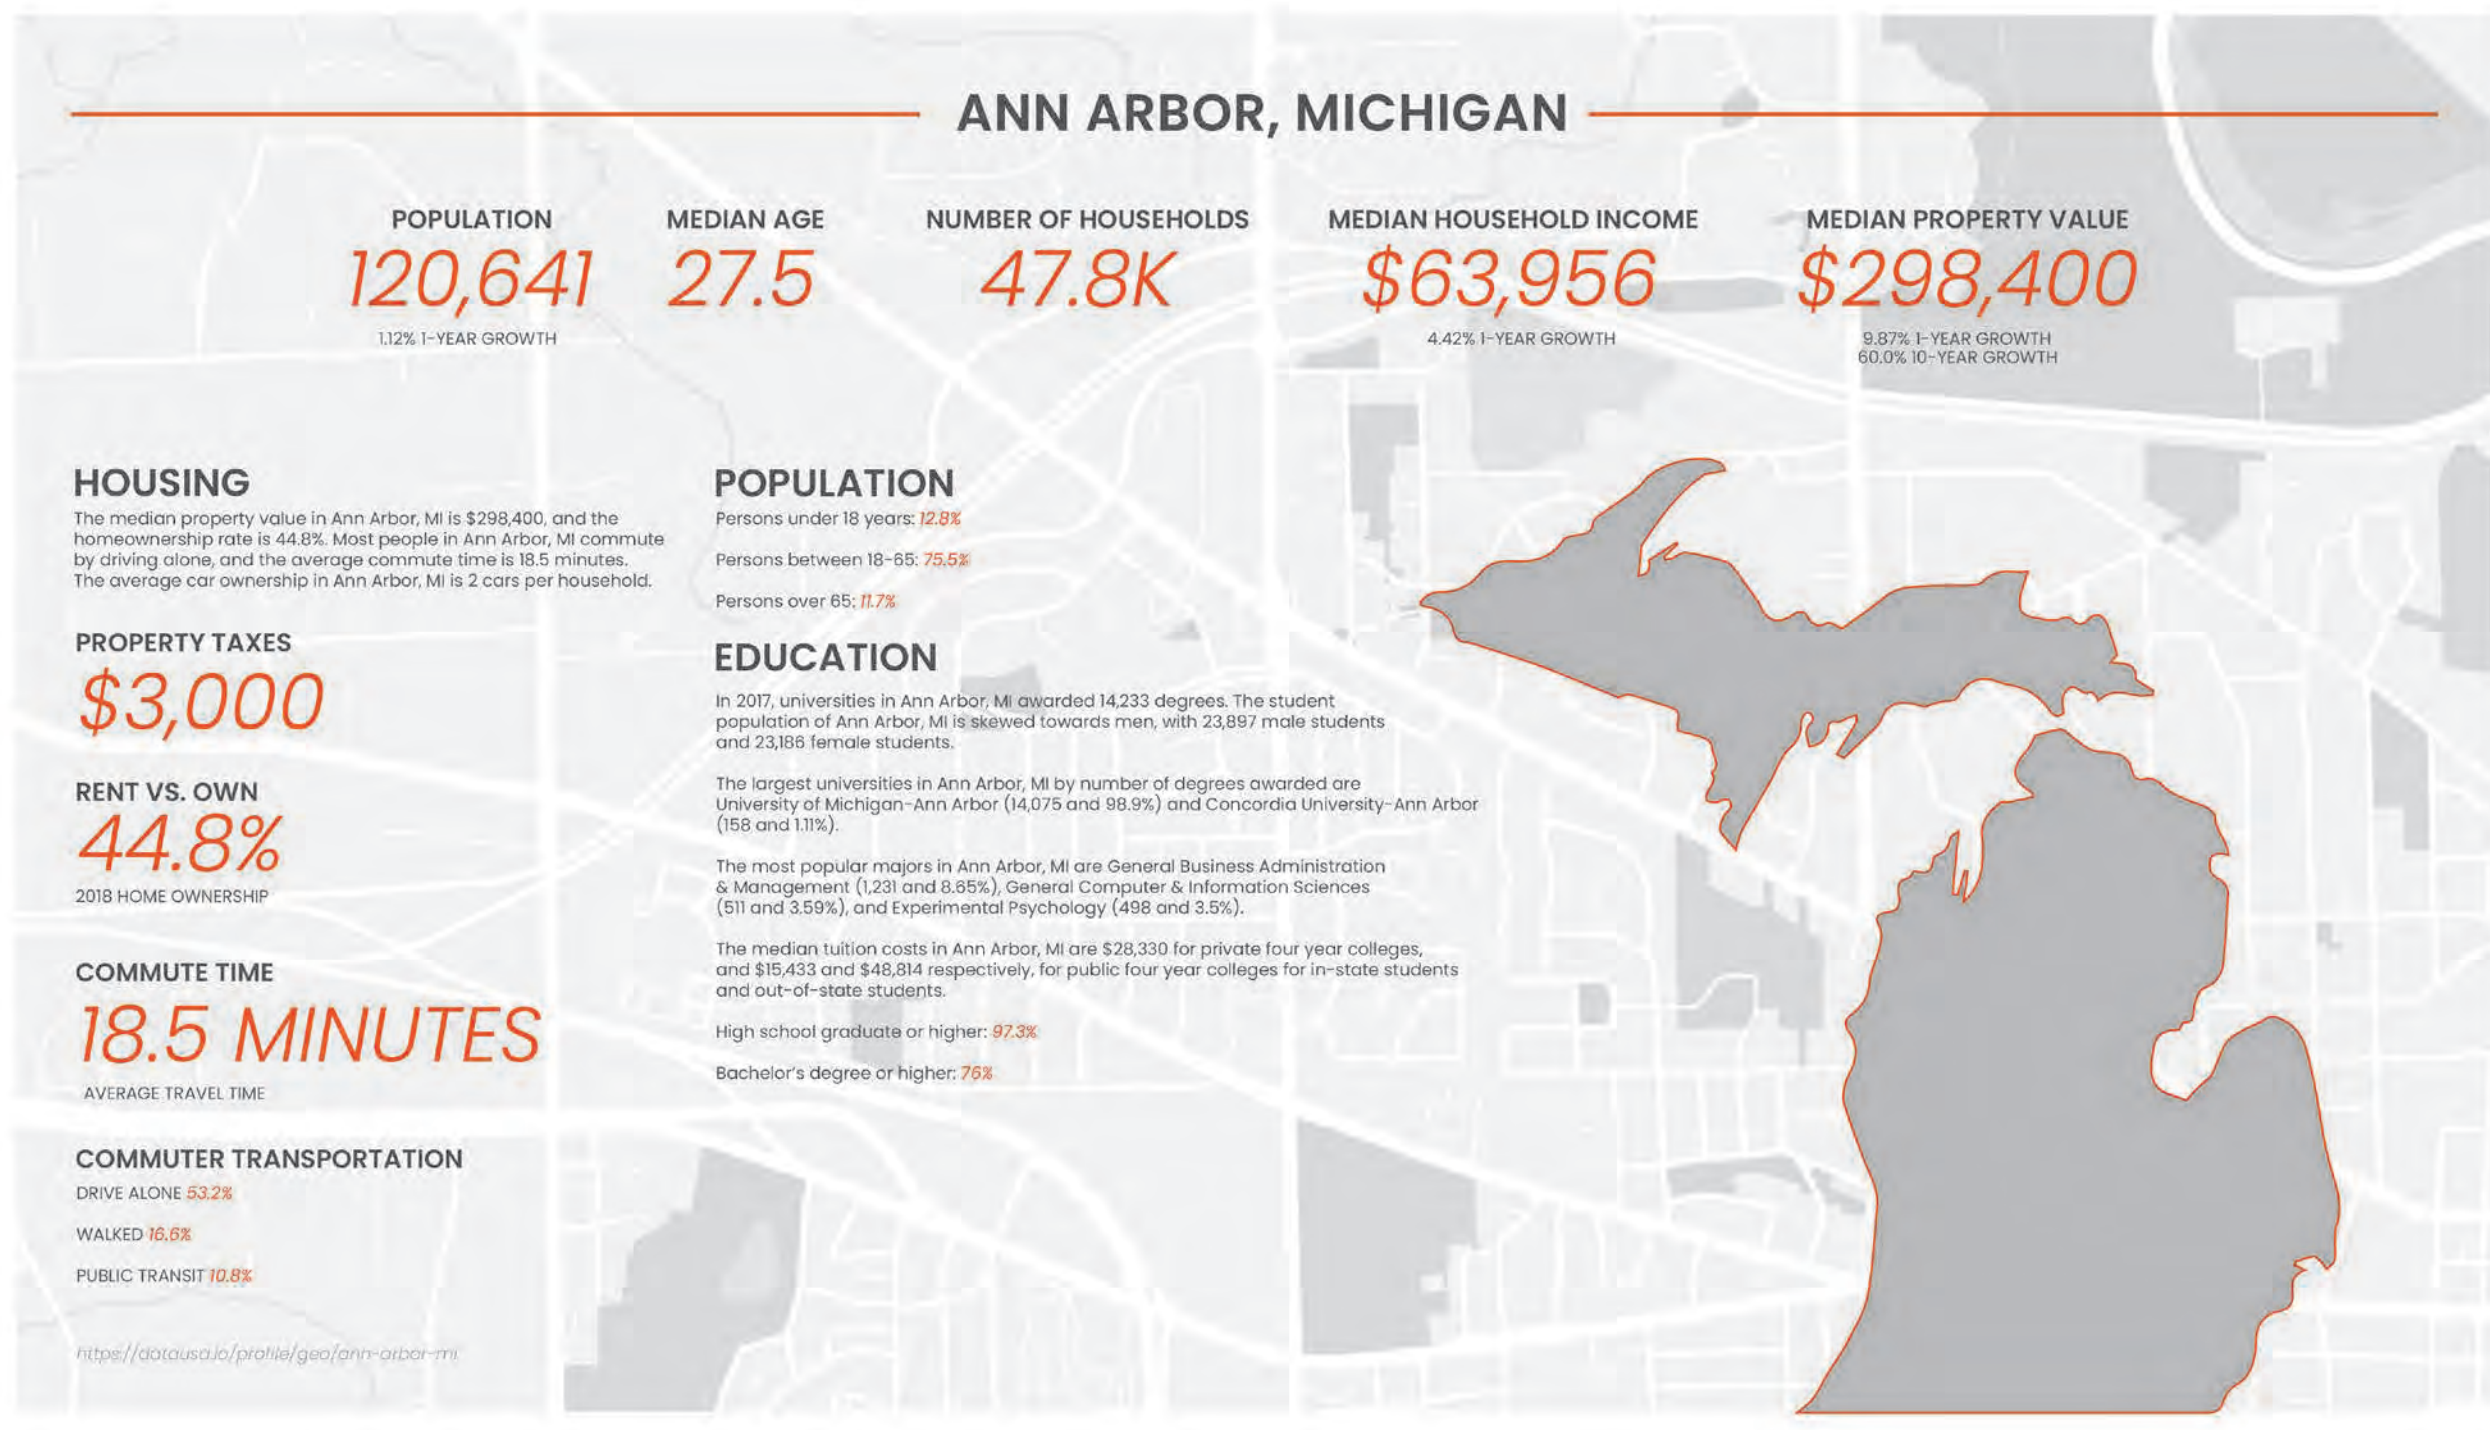 ANN ARBOR, MICHIGAN
POPULATION
120,641
1.12% 1-YEAR GROWTH
MEDIAN AGE
27.5
NUMBER OF HOUSEHOLDS
47.8K
MEDIAN HOUSEHOLD INCOME
$63,956
4.42% 1-YEAR GROWTH
MEDIAN PROPERTY VALUE
$298,400
9.87% 1-YEAR GROWTH
60.0% 10-YEAR GROWTH
HOUSING
The median property value in Ann Arbor, MI is $298,400, and the
homeownership rate is 44.8%. Most people in Ann Arbor, MI commute
by driving alone, and the average commute time is 18.5 minutes.
The average car ownership in Ann Arbor, MI is 2 cars per household.
PROPERTY TAXES
$3,000
RENT VS. OWN
44.8%
2018 HOME OWNERSHIP
COMMUTE TIME
18.5 MINUTES
AVERAGE TRAVEL TIME
COMMUTER TRANSPORTATION
DRIVE ALONE 53.2%
WALKED 16.6%
PUBLIC TRANSIT 10.8%
https://datausa.io/profile/geo/ann-arbor-mi
POPULATION
Persons under 18 years: 12.8%
Persons between 18-65: 75.5%
Persons over 65: 11.7%
EDUCATION
In 2017, universities in Ann Arbor, MI awarded 14,233 degrees. The student
population of Ann Arbor, MI is skewed towards men, with 23,897 male students
and 23,186 female students.
The largest universities in Ann Arbor, MI by number of degrees awarded are
University of Michigan-Ann Arbor (14,075 and 98.9%) and Concordia University-Ann Arbor
(158 and 1.11%).
The most popular majors in Ann Arbor, MI are General Business Administration
& Management (1,231 and 8.65%), General Computer & Information Sciences
(511 and 3.59%), and Experimental Psychology (498 and 3.5%).
The median tuition costs in Ann Arbor, MI are $28,330 for private four year colleges,
and $15,433 and $48,814 respectively, for public four year colleges for in-state students
and out-of-state students.
High school graduate or higher: 97.3%
Bachelor's degree or higher: 76%